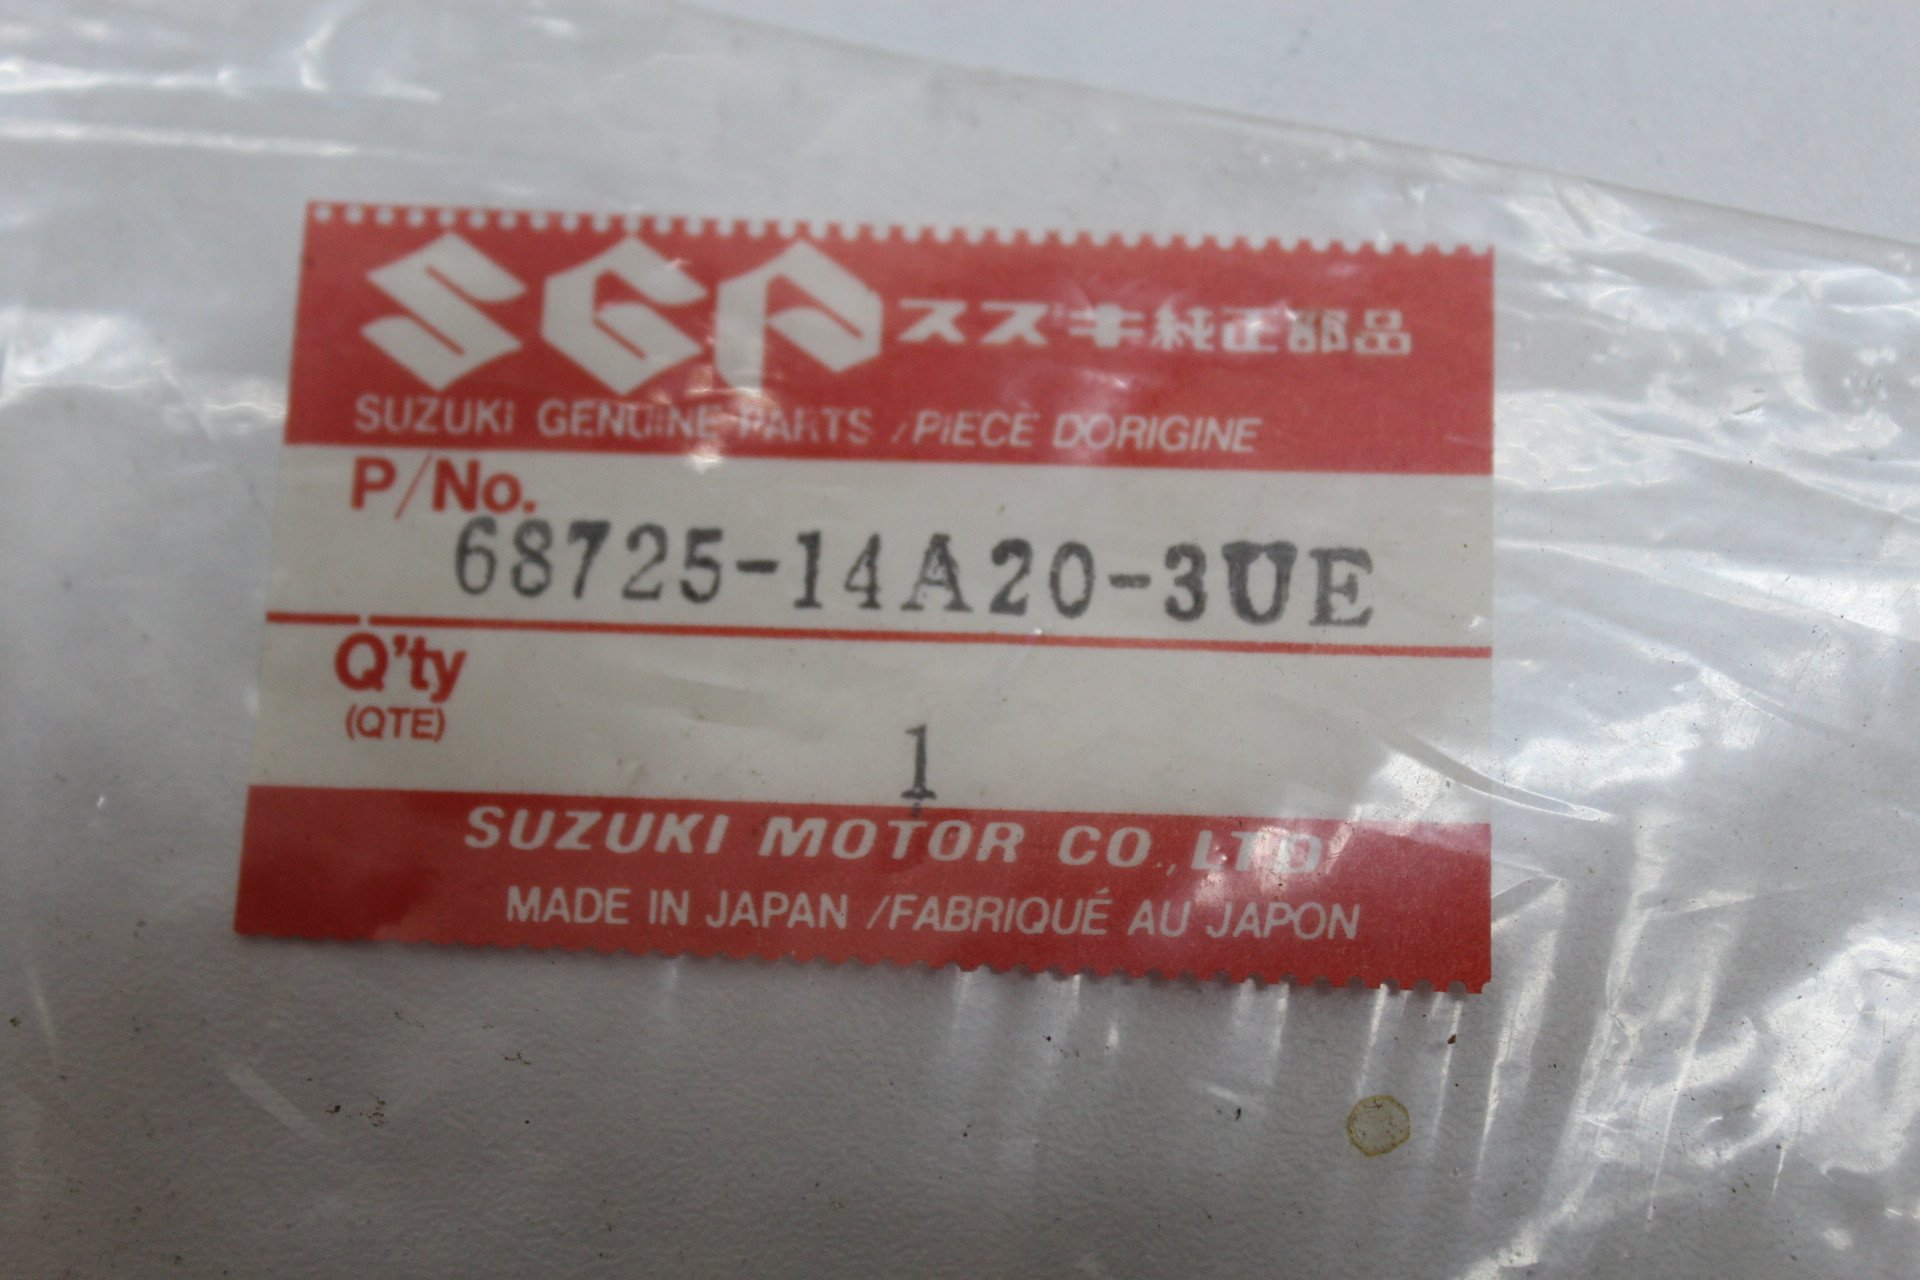 SGP スズキ純正部品
SUZUKI GENUINE PARTS /PIECE D'ORIGINE
P/No.
68725-14A20-3UE
Q'ty
(QTE)
1
SUZUKI MOTOR CO.,LTD.
MADE IN JAPAN /FABRIQUÉ AU JAPON